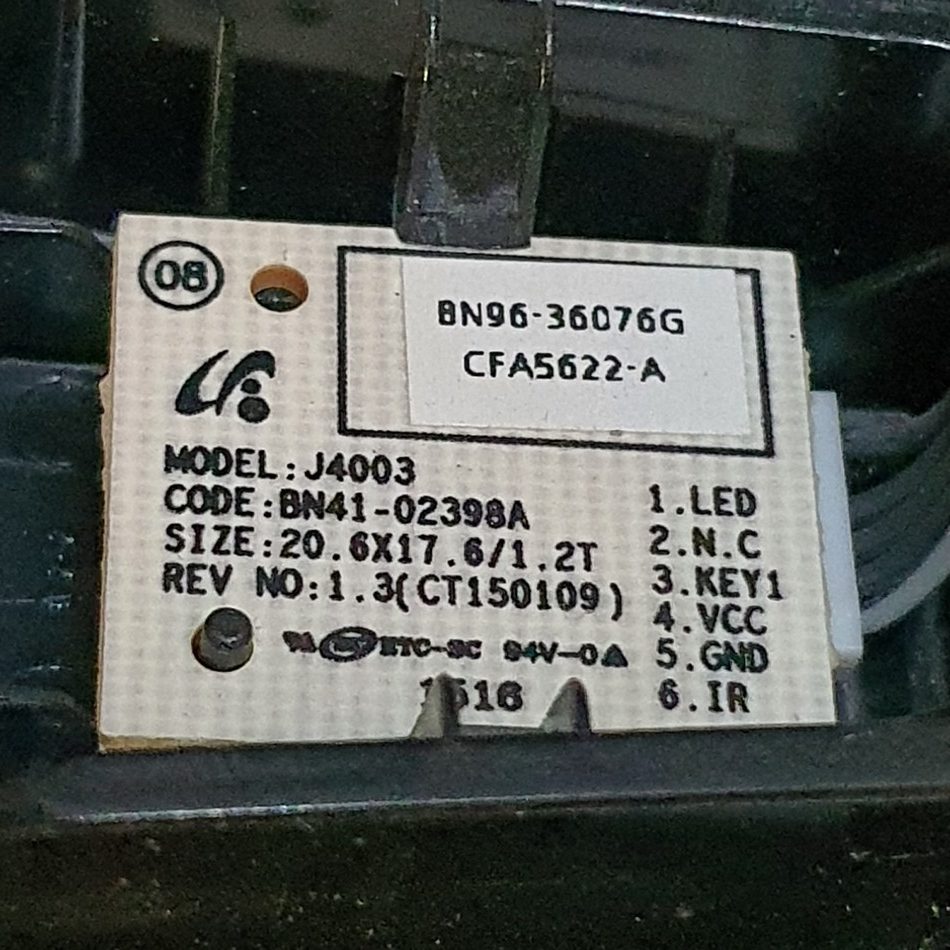 08
BN96-36076G
CFA5622-A
MODEL:J4003
CODE:BN41-02398A
SIZE:20.6X17.6/1.2T
REV NO:1.3(CT150109)
94V-0
1.LED
2.N.C
3.KEY1
4.VCC
5.GND
6.IR